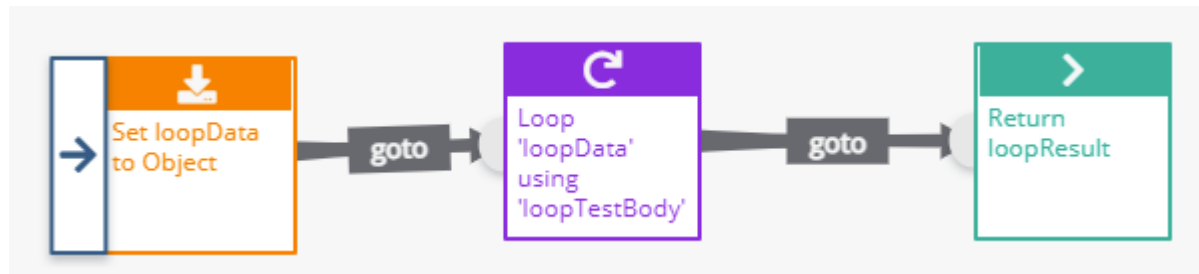 Set loopData
to Object
goto
Loop
'loopData'
using
'loopTestBody'
goto
Return
loopResult